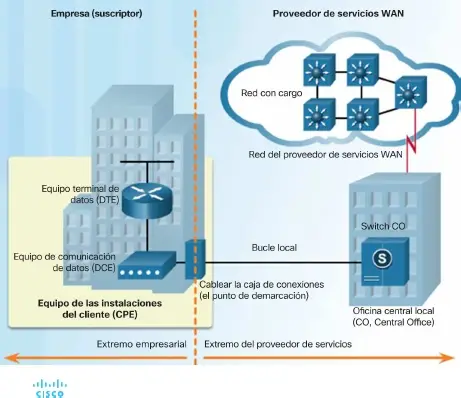 Empresa (suscriptor)
Proveedor de servicios WAN
Red con cargo
Red del proveedor de servicios WAN
Equipo terminal de
datos (DTE)
Switch CO
S
Equipo de comunicación
de datos (DCE)
Bucle local
Cablear la caja de conexiones
(el punto de demarcación)
Equipo de las instalaciones
del cliente (CPE)
Oficina central local
(CO, Central Office)
Extremo empresarial
Extremo del proveedor de servicios
CISCO